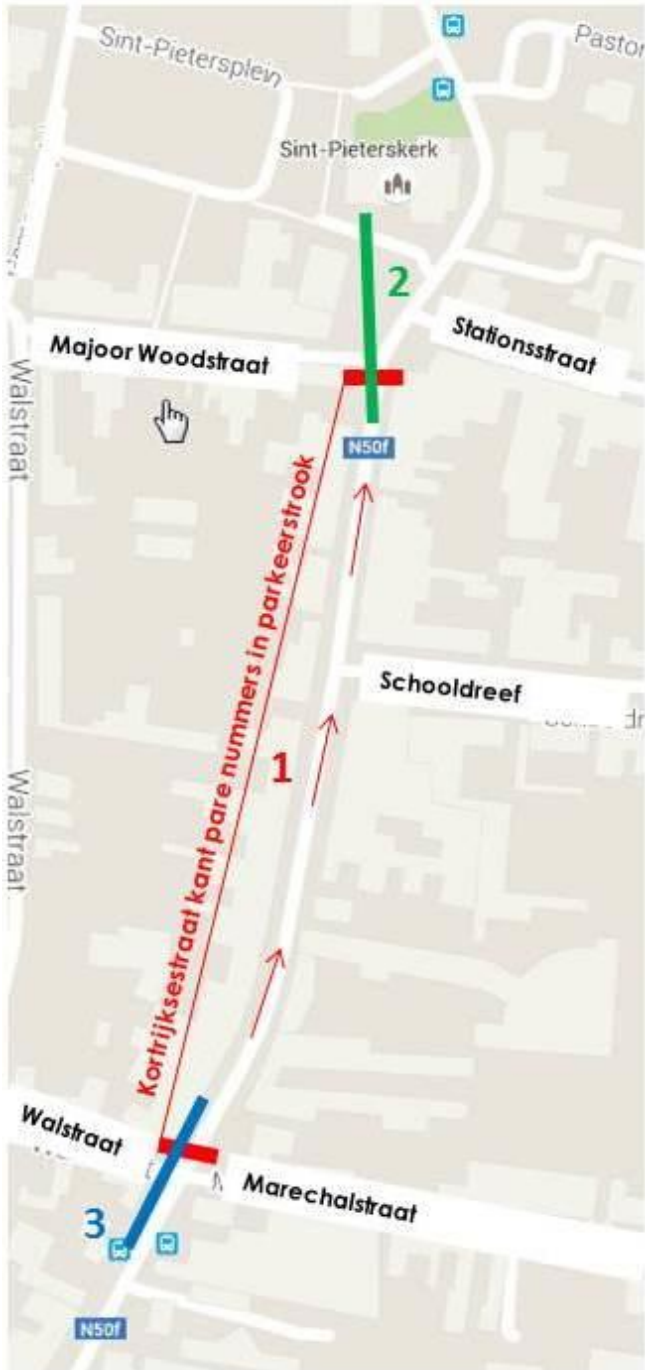 Sint-Pietersplein
Pastor
Sint-Pieterskerk
2
Majoor Woodstraat
Stationsstraat
Walstraat
N50f
Kortrijksestraat kant pare nummers in parkeerstrook
Schooldreef
1
Walstraat
Walstraat
Marechalstraat
3
N50f